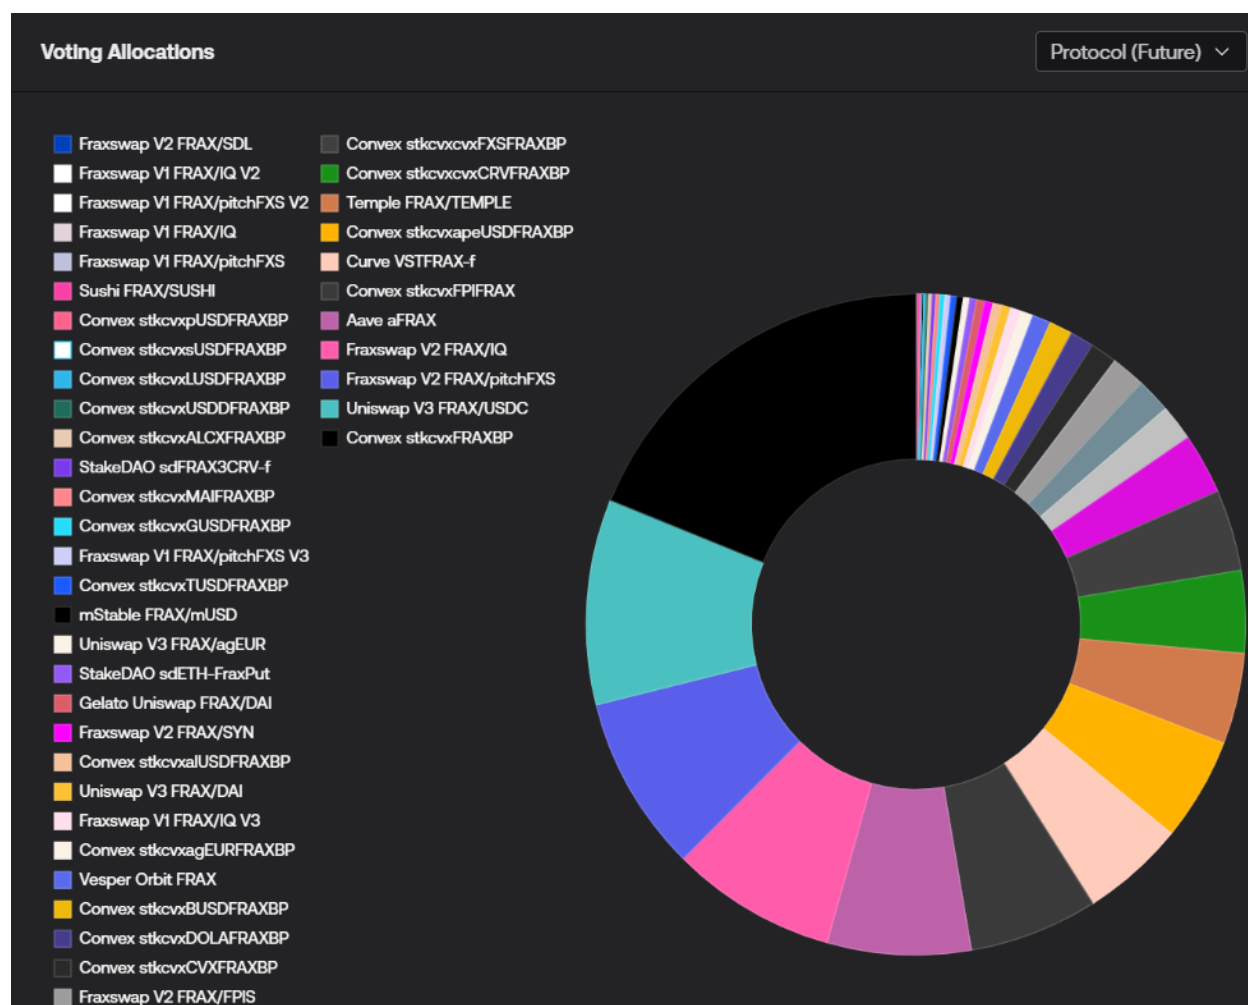 Voting Allocations
Protocol (Future)
Fraxswap V2 FRAX/SDL
Fraxswap V1 FRAX/IQ V2
Fraxswap V1 FRAX/pitchFXS V2
Fraxswap V1 FRAX/IQ
Fraxswap V1 FRAX/pitchFXS
Sushi FRAX/SUSHI
Convex stkcvxpUSDFRAXBP
Convex stkcvxsUSDFRAXBP
Convex stkcvxLUSDFRAXBP
Convex stkcvxUSDDFRAXBP
Convex stkcvxALCXFRAXBP
StakeDAO sdFRAX3CRV-f
Convex stkcvxMAIFRAXBP
Convex stkcvxGUSDFRAXBP
Fraxswap V1 FRAX/pitchFXS V3
Convex stkcvxTUSDFRAXBP
mStable FRAX/mUSD
Uniswap V3 FRAX/agEUR
StakeDAO sdETH-FraxPut
Gelato Uniswap FRAX/DAI
Fraxswap V2 FRAX/SYN
Convex stkcvxalUSDFRAXBP
Uniswap V3 FRAX/DAI
Fraxswap V1 FRAX/IQ V3
Convex stkcvxagEURFRAXBP
Vesper Orbit FRAX
Convex stkcvxBUSDFRAXBP
Convex stkcvxDOLAFRAXBP
Convex stkcvxCVXFRAXBP
Fraxswap V2 FRAX/FPIS
Convex stkcvxcvxFXSFRAXBP
Convex stkcvxcvxCRVFRAXBP
Temple FRAX/TEMPLE
Convex stkcvxapeUSDFRAXBP
Curve VSTFRAX-f
Convex stkcvxFPIFRAX
Aave aFRAX
Fraxswap V2 FRAX/IQ
Fraxswap V2 FRAX/pitchFXS
Uniswap V3 FRAX/USDC
Convex stkcvxFRAXBP